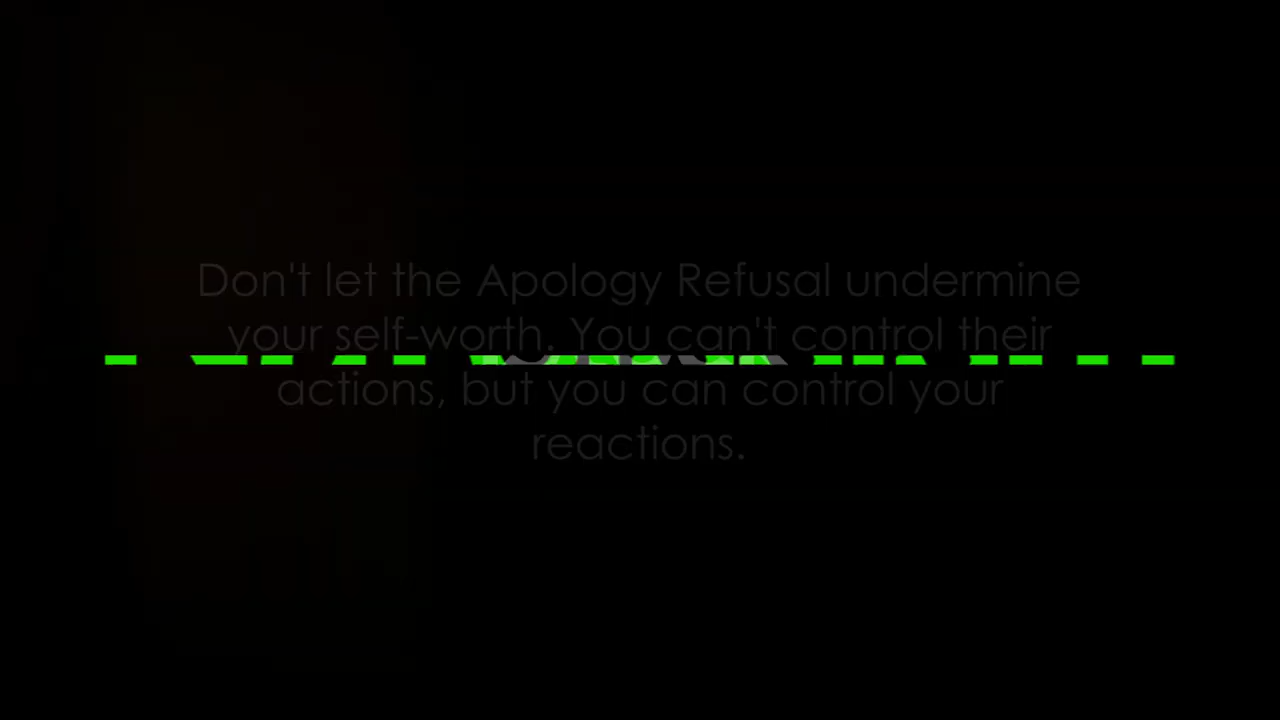 Don't let the Apology Refusal undermine
your self-worth. You can't control their
actions, but you can control your
reactions.